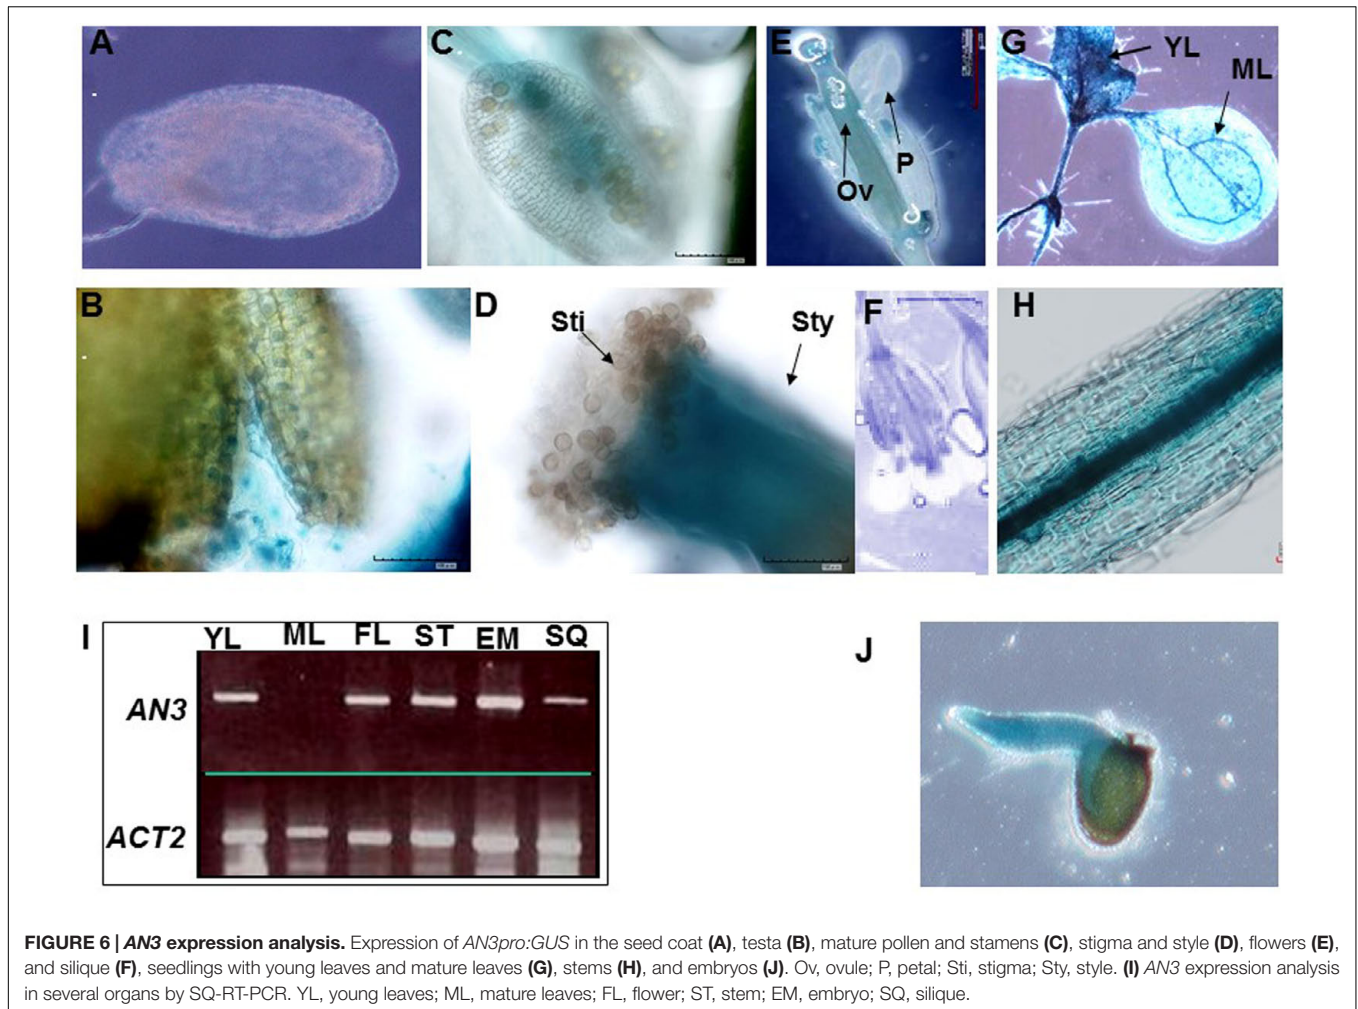 A
C
E
G
YL
ML
P
Ov
B
D
Sti
Sty
F
H
I
YL ML FL ST EM SQ
AN3
ACT2
J
FIGURE 6 | AN3 expression analysis. Expression of AN3pro:GUS in the seed coat (A), testa (B), mature pollen and stamens (C), stigma and style (D), flowers (E),
and silique (F), seedlings with young leaves and mature leaves (G), stems (H), and embryos (J). Ov, ovule; P, petal; Sti, stigma; Sty, style. (I) AN3 expression analysis
in several organs by SQ-RT-PCR. YL, young leaves; ML, mature leaves; FL, flower; ST, stem; EM, embryo; SQ, silique.